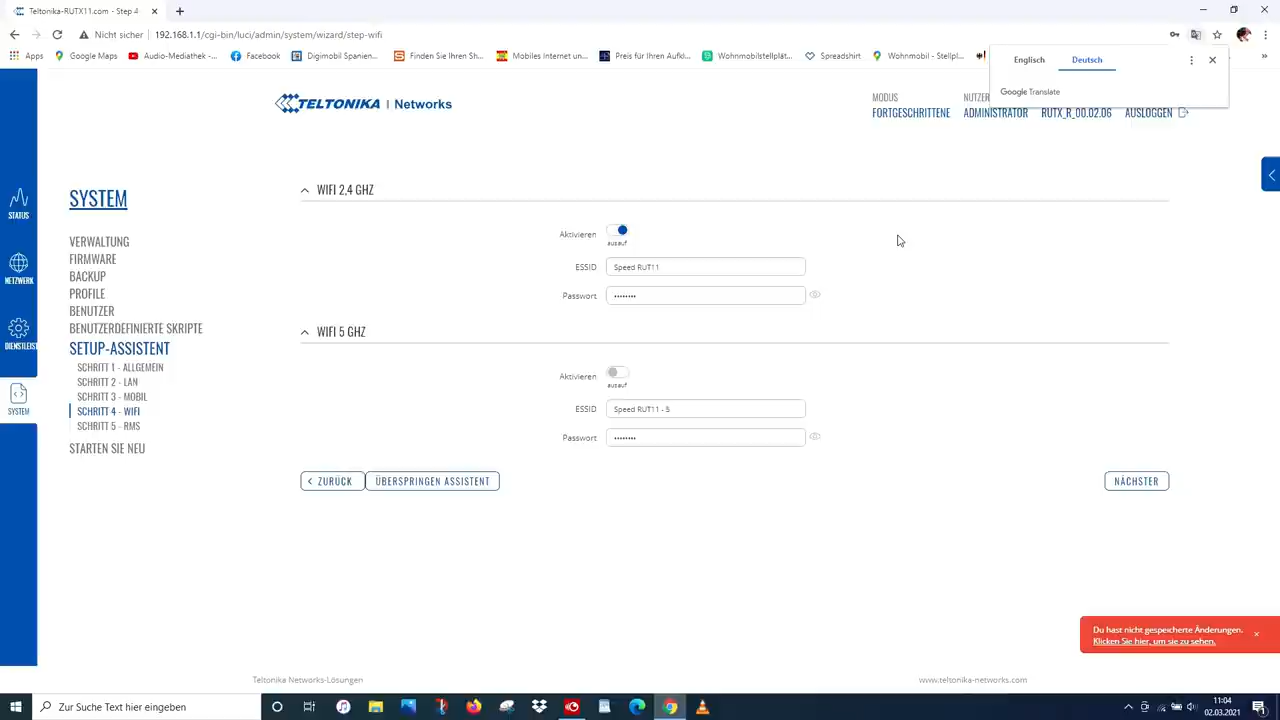 Teltonika-RUTX11.com - Step 4
Nicht sicher
192.168.1.1/cgi-bin/luci/admin/system/wizard/step-wifi
Apps
Google Maps
Audio-Mediathek -...
Facebook
Digimobil Spanien...
Finden Sie Ihren Sh...
Mobiles Internet un...
Preis für Ihren Aufkl...
Wohnmobilstellplät...
Spreadshirt
Wohnmobil - Stellpl...
Englisch
Deutsch
Google Translate
TELTONIKA | Networks
MODUS
NUTZER
FORTGESCHRITTENE
ADMINISTRATOR
RUTX_R_00.02.06
AUSLOGGEN
STATUS
NETZWERK
DIENSTLEIST
SYSTEM
SYSTEM
VERWALTUNG
FIRMWARE
BACKUP
PROFILE
BENUTZER
BENUTZERDEFINIERTE SKRIPTE
SETUP-ASSISTENT
SCHRITT 1 - ALLGEMEIN
SCHRITT 2 - LAN
SCHRITT 3 - MOBIL
SCHRITT 4 - WIFI
SCHRITT 5 - RMS
STARTEN SIE NEU
WIFI 2,4 GHZ
Aktivieren
ausauf
ESSID
Speed RUT11
Passwort
••••••••
WIFI 5 GHZ
Aktivieren
ausauf
ESSID
Speed RUT11 - 5
Passwort
••••••••
< ZURÜCK
ÜBERSPRINGEN ASSISTENT
NÄCHSTER
Du hast nicht gespeicherte Änderungen.
Klicken Sie hier, um sie zu sehen.
Teltonika Networks-Lösungen
www.teltonika-networks.com
Zur Suche Text hier eingeben
11:04
02.03.2021